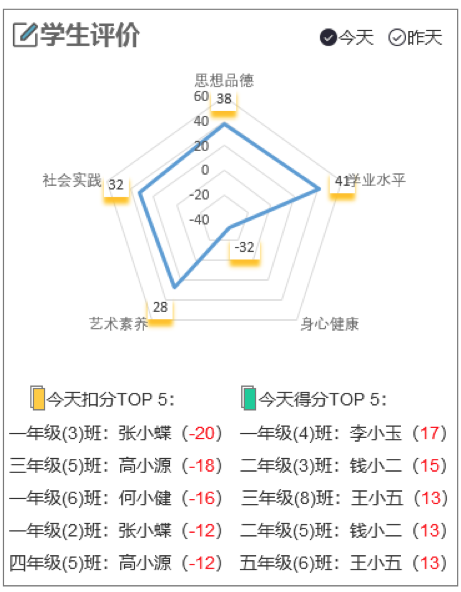 学生评价
今天 昨天
思想品德
60
38
40
20
0
-20
-40
社会实践
32
41
学业水平
-32
28
艺术素养
身心健康
今天扣分TOP 5：
一年级(3)班：张小蝶（-20）
三年级(5)班：高小源（-18）
一年级(6)班：何小健（-16）
一年级(2)班：张小蝶（-12）
四年级(5)班：高小源（-12）
今天得分TOP 5：
一年级(4)班：李小玉（17）
二年级(3)班：钱小二（15）
三年级(8)班：王小五（13）
二年级(5)班：钱小二（13）
五年级(6)班：王小五（13）